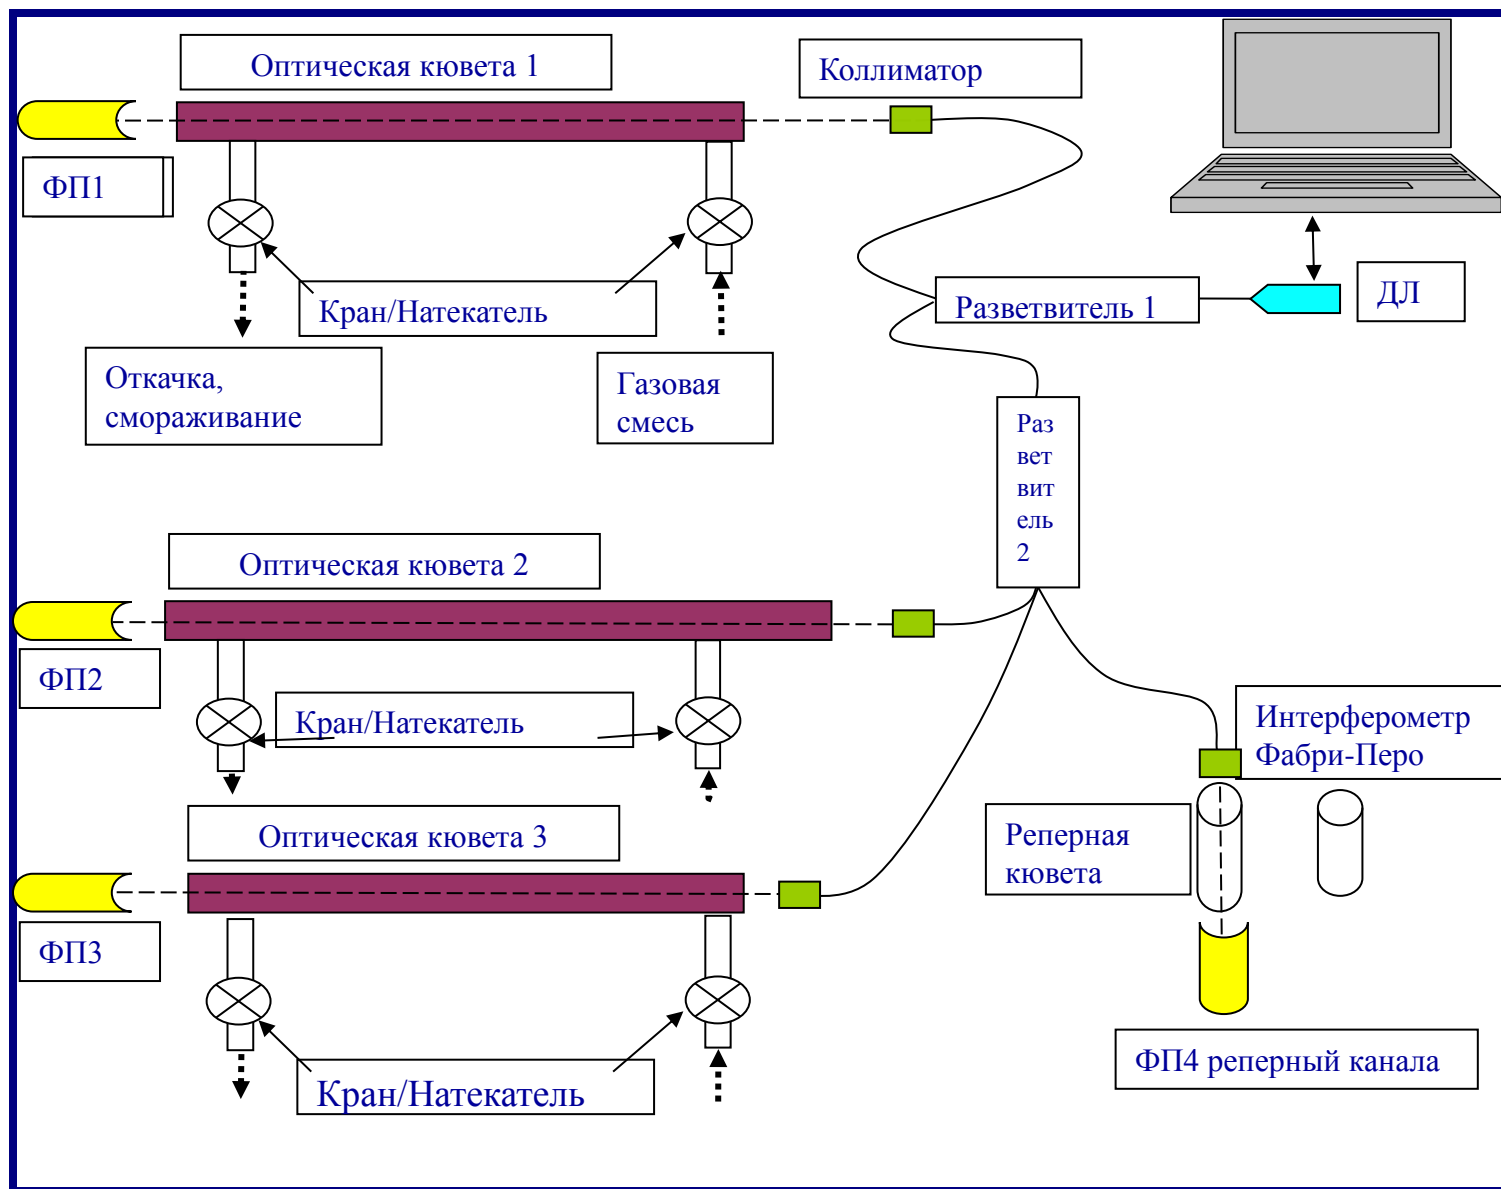 Оптическая кювета 1
Коллиматор
ФП1
Кран/Натекатель
Разветвитель 1
ДЛ
Откачка,
смораживание
Газовая
смесь
Раз
вет
вит
ель
2
Оптическая кювета 2
ФП2
Кран/Натекатель
Интерферометр
Фабри-Перо
Оптическая кювета 3
Реперная
кювета
ФП3
ФП4 реперный канала
Кран/Натекатель